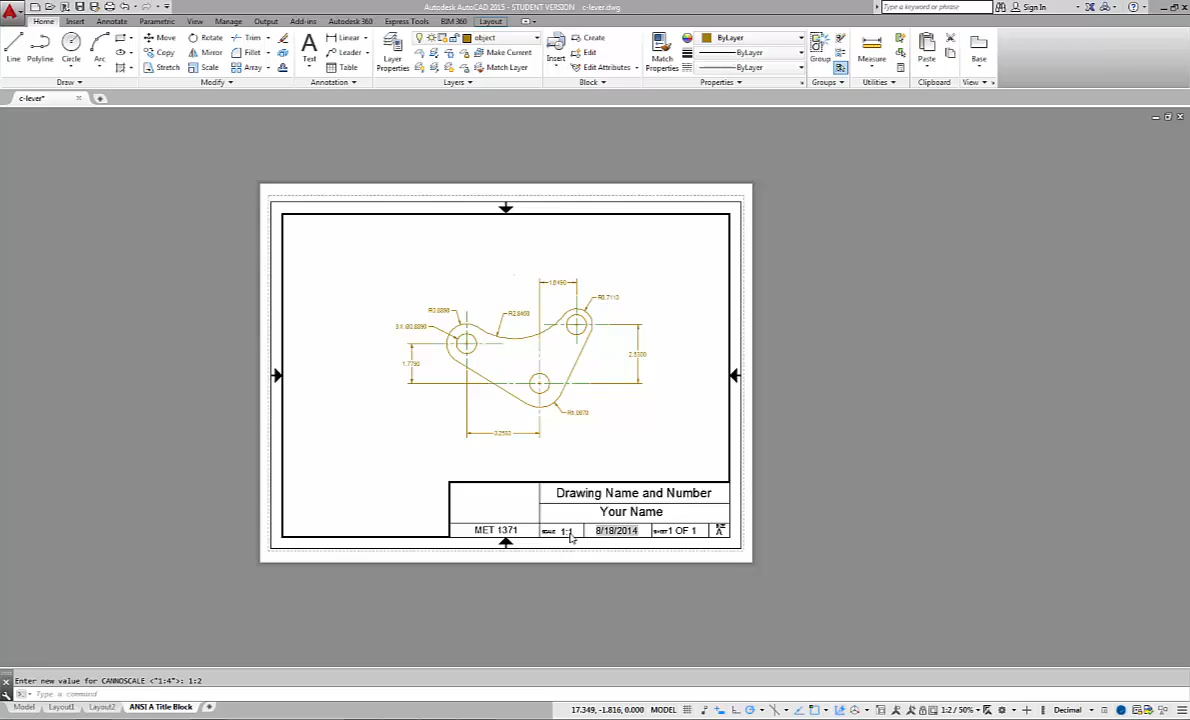 Autodesk AutoCAD 2015 - STUDENT VERSION c-lever.dwg
Type a keyword or phrase
Sign In
Home Insert Annotate Parametric View Manage Output Add-ins Autodesk 360 Express Tools BIM 360 Layout
Line Polyline Circle Arc
Move Rotate Trim
Copy Mirror Fillet
Stretch Scale Array
Text
Linear
Leader
Table
Layer Properties
object
Make Current
Match Layer
Insert
Create
Edit
Edit Attributes
Match Properties
ByLayer
ByLayer
ByLayer
Group
Measure
Paste
Base
Draw Modify Annotation Layers Block Properties Groups Utilities Clipboard View
c-lever*
Drawing Name and Number
Your Name
MET 1371 SCALE 1:1 8/18/2014 SHEET 1 OF 1
Enter new value for CANNOSCALE <"1:4">: 1:2
Type a command
Model Layout1 Layout2 ANSI A Title Block
17.349, -1.816, 0.000 MODEL
1:2 / 50%
Decimal